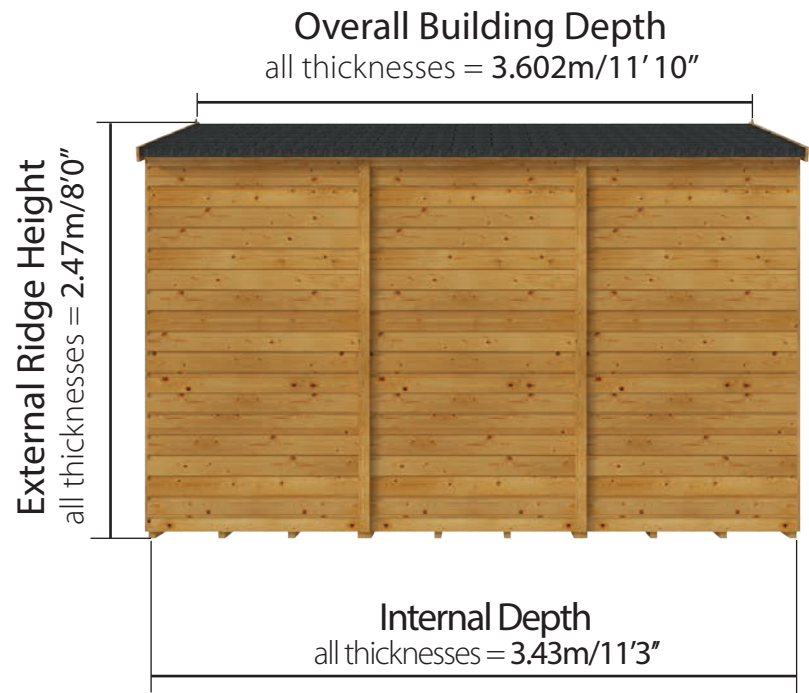 Overall Building Depth
all thicknesses = 3.602m/11' 10"
External Ridge Height
all thicknesses = 2.47m/8'0"
Internal Depth
all thicknesses = 3.43m/11'3"